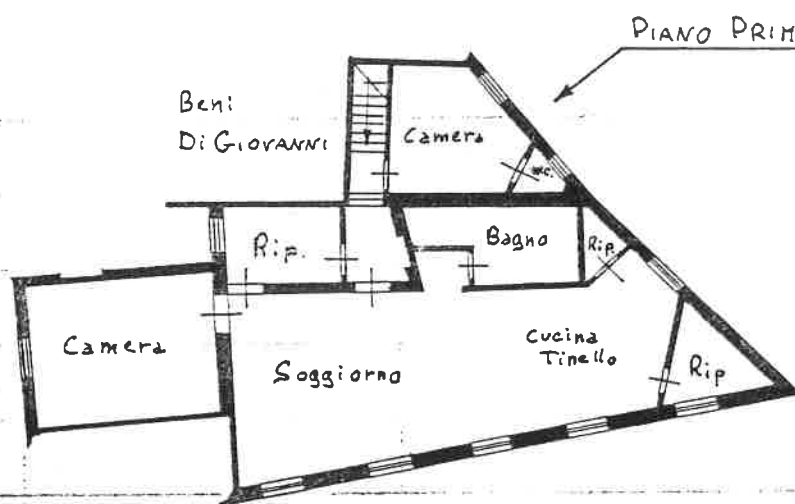 PIANO PRIM
Beni
Di GIOVANNI
Camera
wc.
Rip.
Bagno
Rip.
Camera
Soggiorno
Cucina
Tinello
Rip